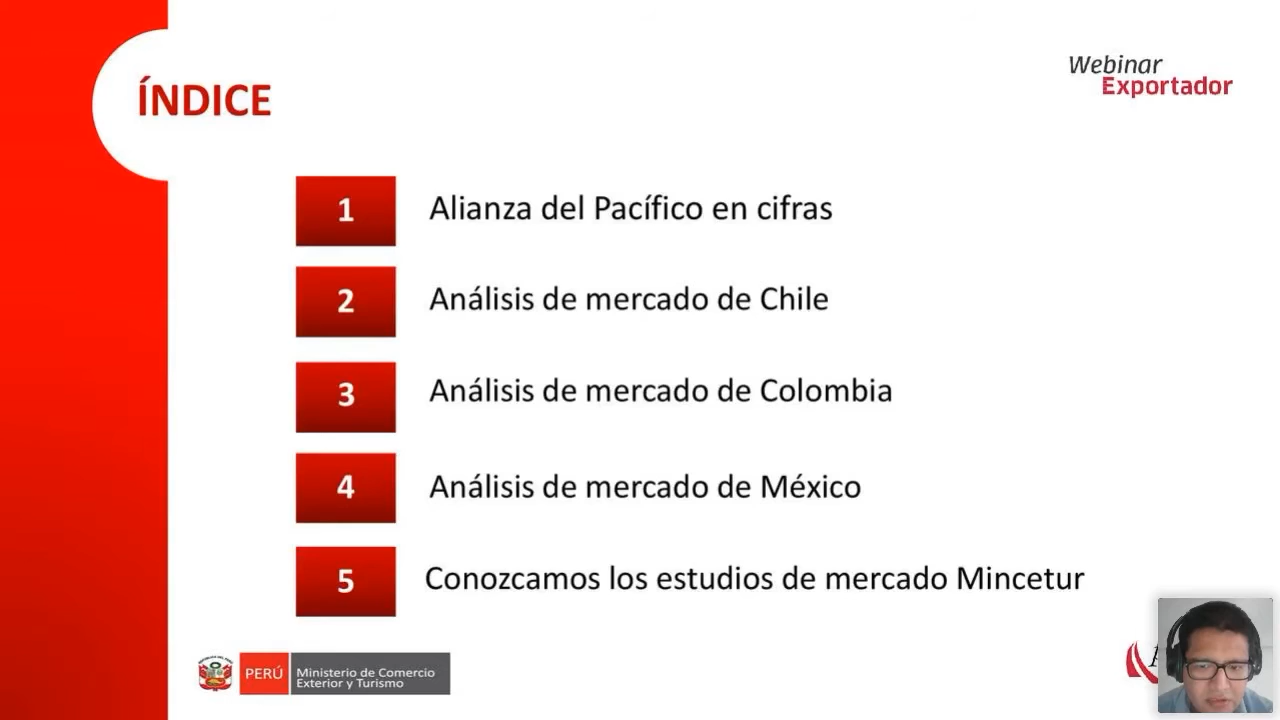 ÍNDICE
Webinar
Exportador
1 Alianza del Pacífico en cifras
2 Análisis de mercado de Chile
3 Análisis de mercado de Colombia
4 Análisis de mercado de México
5 Conozcamos los estudios de mercado Mincetur
PERÚ
Ministerio de Comercio
Exterior y Turismo